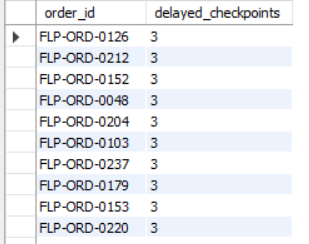 order_id delayed_checkpoints
FLP-ORD-0126 3
FLP-ORD-0212 3
FLP-ORD-0152 3
FLP-ORD-0048 3
FLP-ORD-0204 3
FLP-ORD-0103 3
FLP-ORD-0237 3
FLP-ORD-0179 3
FLP-ORD-0153 3
FLP-ORD-0220 3